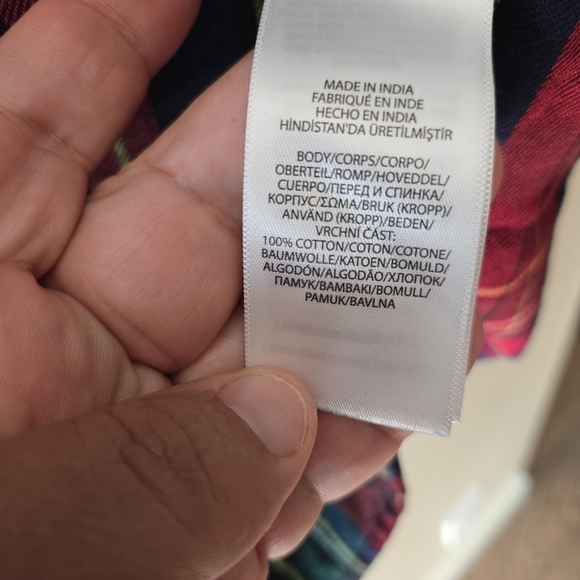 MADE IN INDIA
FABRIQUÉ EN INDE
HECHO EN INDIA
HİNDİSTAN'DA ÜRETİLMİŞTİR
BODY/CORPS/CORPO/
OBERTEIL/ROMP/HOVEDDEL/
CUERPO/ПЕРЕД И СПИНКА/
КОРПУС/ΣΩΜΑ/BRUK (KROPP)/
ANVÄND (KROPP)/BEDEN/
VRCHNÍ ČÁST:
100% COTTON/COTON/COTONE/
BAUMWOLLE/KATOEN/BOMULD/
ALGODÓN/ALGODÃO/ХЛОПОК/
ПАМУК/ΒΑΜΒΑΚΙ/BOMULL/
PAMUK/BAVLNA